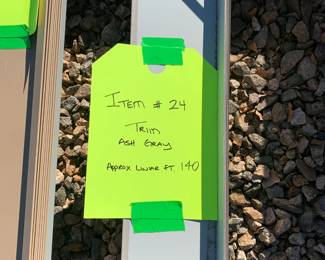 ITEM # 24
TRIM
ASH GRAY
APPROX LINEAR FT. 140